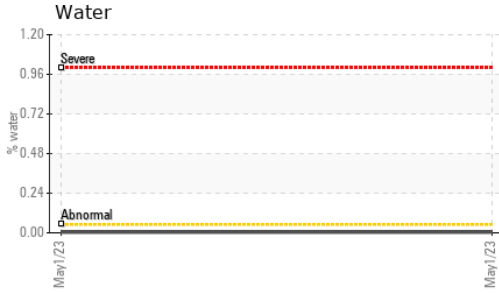 Water
1.20
Severe
0.96
0.72
% water
0.48
0.24
Abnormal
0.00
May1/23
May1/23